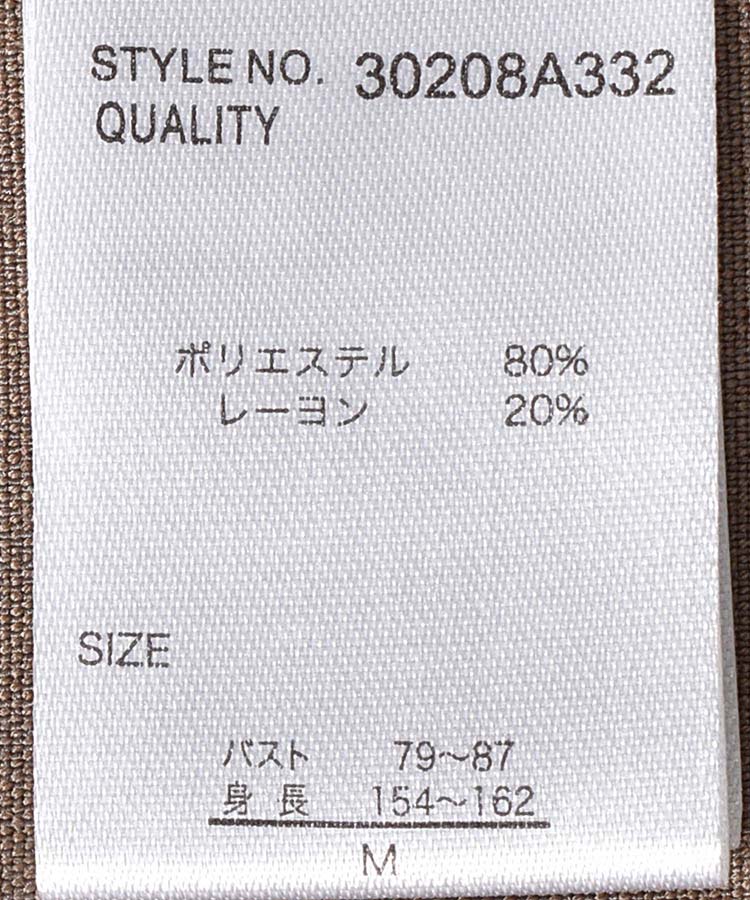 STYLE NO. 30208A332
QUALITY
ポリエステル 80%
レーヨン 20%
SIZE
バスト 79～87
身長 154～162
M